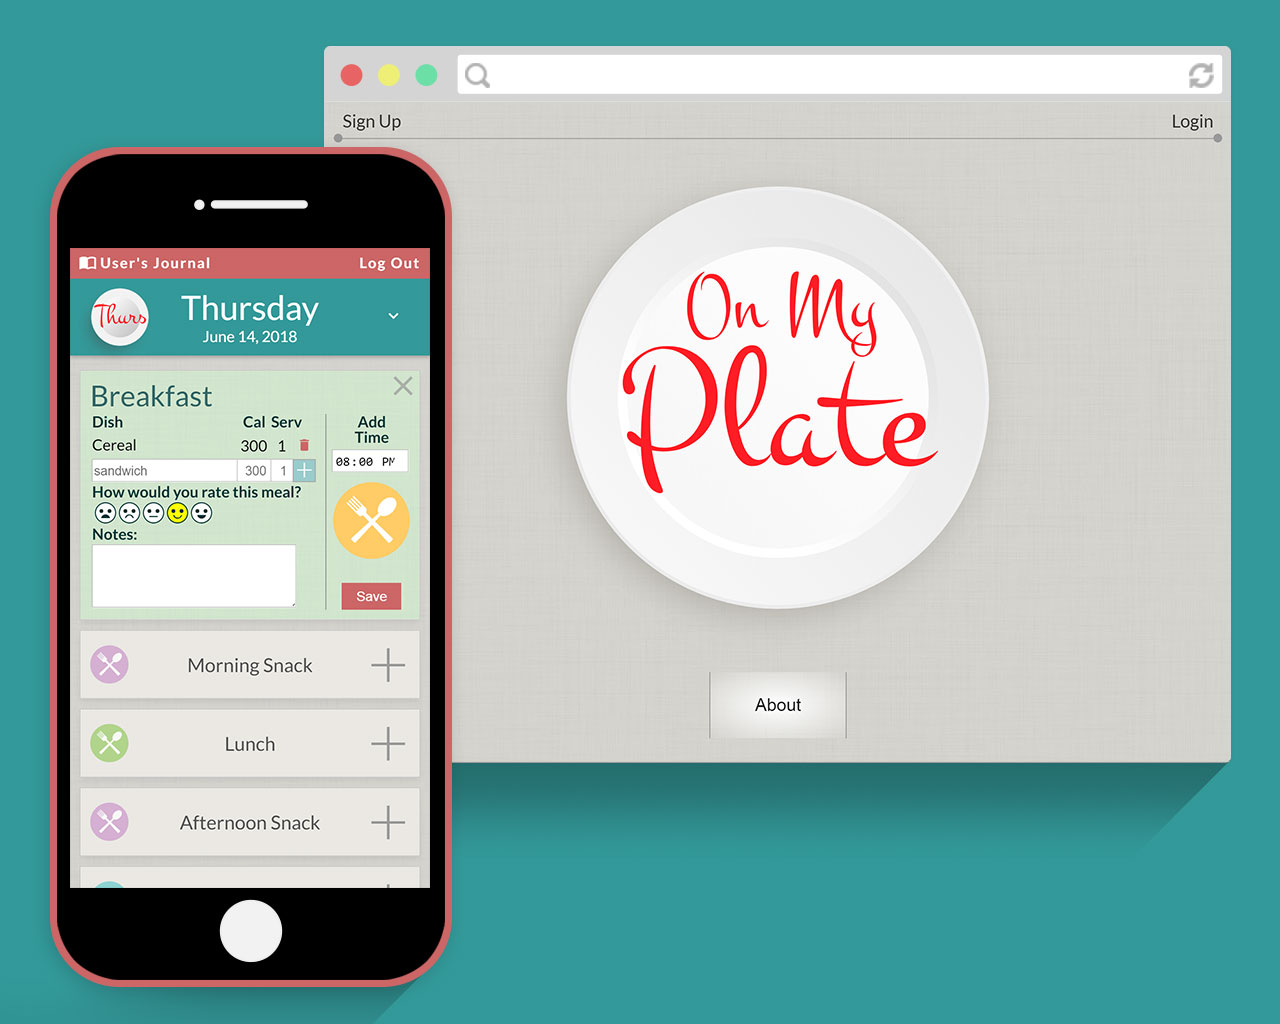 Sign Up
Login
On My
Plate
About
User's Journal
Log Out
Thurs
Thursday
June 14, 2018
Breakfast
Dish Cal Serv
Cereal 300 1
sandwich 300 1
How would you rate this meal?
Notes:
Add
Time
08:00 PM
Save
Morning Snack
Lunch
Afternoon Snack